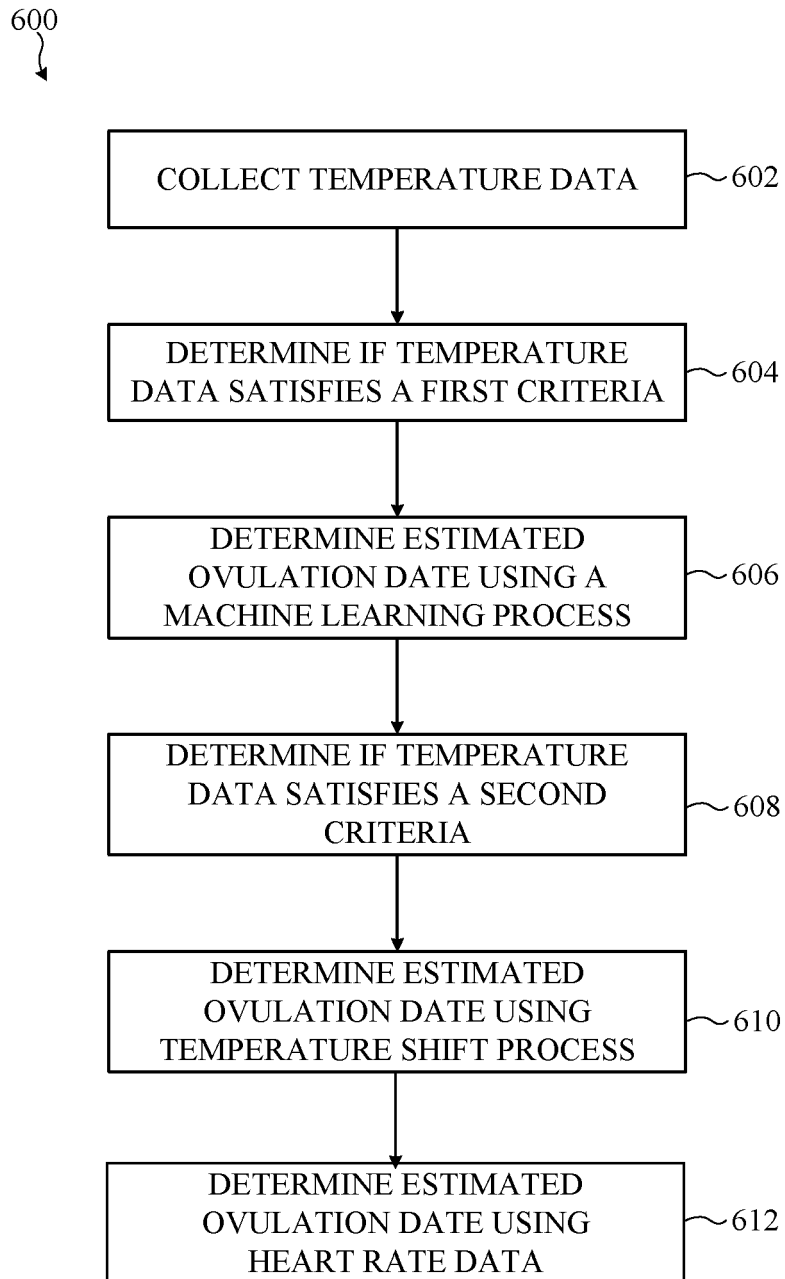 600
COLLECT TEMPERATURE DATA
602
DETERMINE IF TEMPERATURE
DATA SATISFIES A FIRST CRITERIA
604
DETERMINE ESTIMATED
OVULATION DATE USING A
MACHINE LEARNING PROCESS
606
DETERMINE IF TEMPERATURE
DATA SATISFIES A SECOND
CRITERIA
608
DETERMINE ESTIMATED
OVULATION DATE USING
TEMPERATURE SHIFT PROCESS
610
DETERMINE ESTIMATED
OVULATION DATE USING
HEART RATE DATA
612